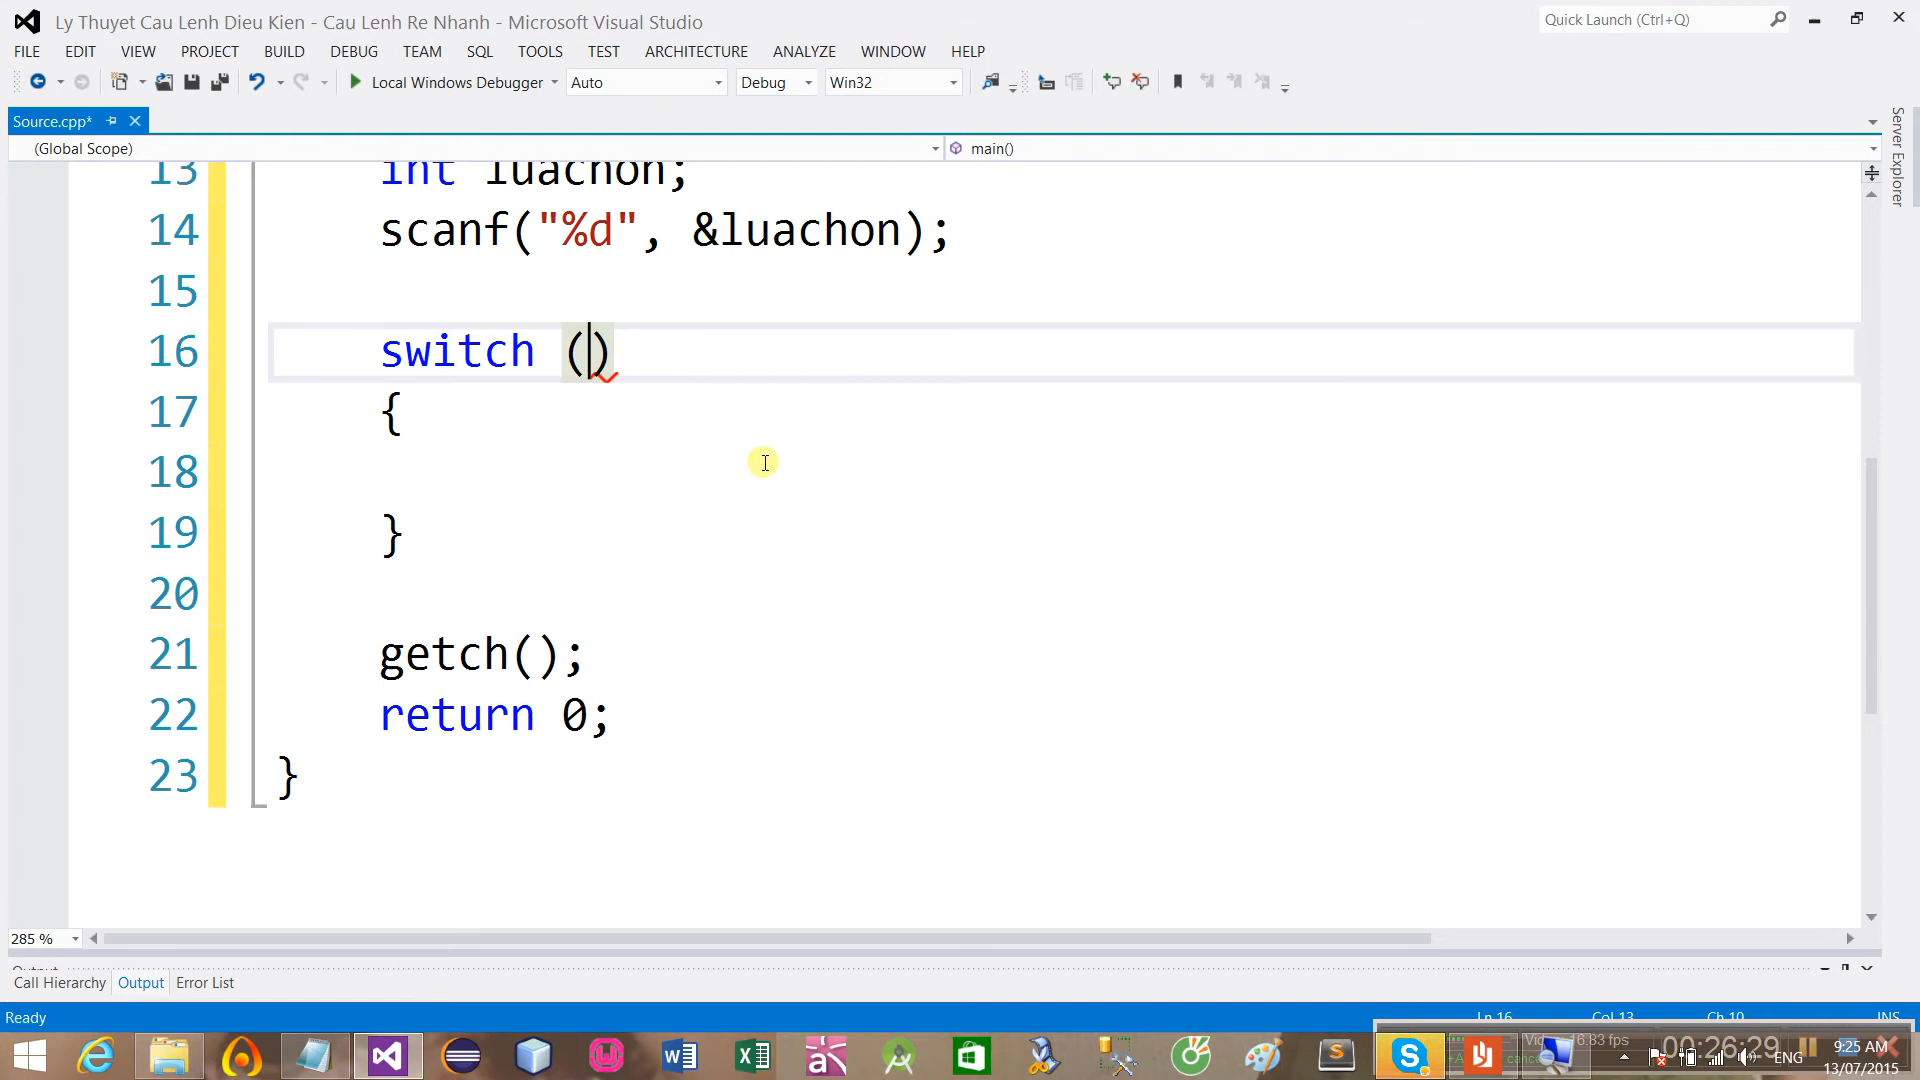 Ly Thuyet Cau Lenh Dieu Kien - Cau Lenh Re Nhanh - Microsoft Visual Studio
Quick Launch (Ctrl+Q)
FILE EDIT VIEW PROJECT BUILD DEBUG TEAM SQL TOOLS TEST ARCHITECTURE ANALYZE WINDOW HELP
Local Windows Debugger Auto Debug Win32
Source.cpp*
Server Explorer
(Global Scope) main()
13 int luachon;
14 scanf("%d", &luachon);
15
16 switch ()
17 {
18
19 }
20
21 getch();
22 return 0;
23 }
285 %
Output
Call Hierarchy Output Error List
Ready Ln 16 Col 13 Ch 10 INS
00:26:29
ENG
9:25 AM
13/07/2015